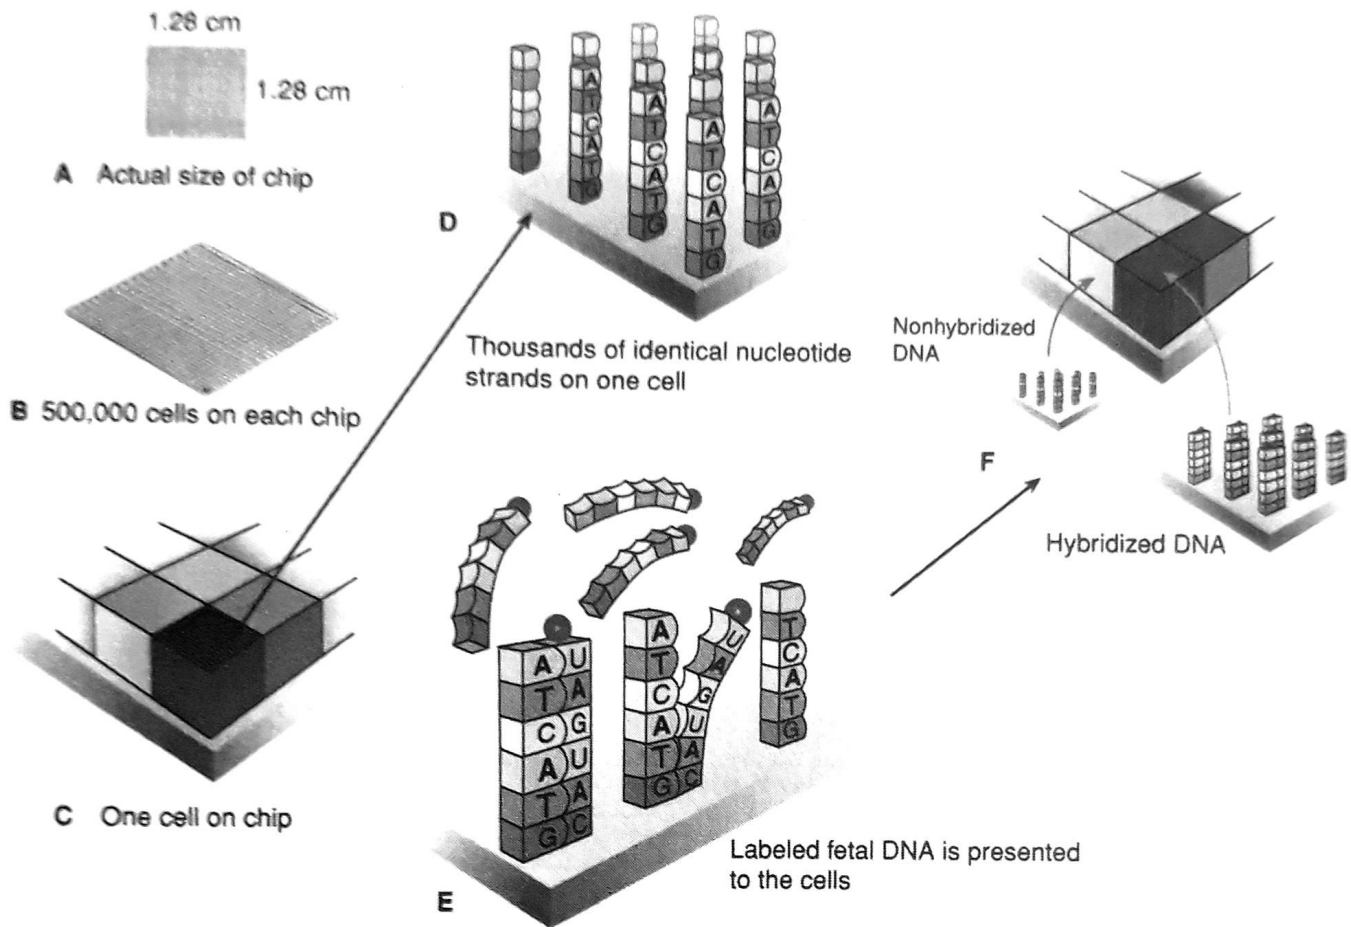 1.28 cm
1.28 cm
A Actual size of chip
B 500,000 cells on each chip
C One cell on chip
D
A
T
C
A
T
G
A
T
C
A
T
G
A
T
C
A
T
G
A
T
C
A
T
G
Thousands of identical nucleotide
strands on one cell
E
A U
T A
C G
A U
T A
G C
A U
T A
C G
A U
T A
G C
T
C
A
T
G
Labeled fetal DNA is presented
to the cells
F
Nonhybridized
DNA
Hybridized DNA